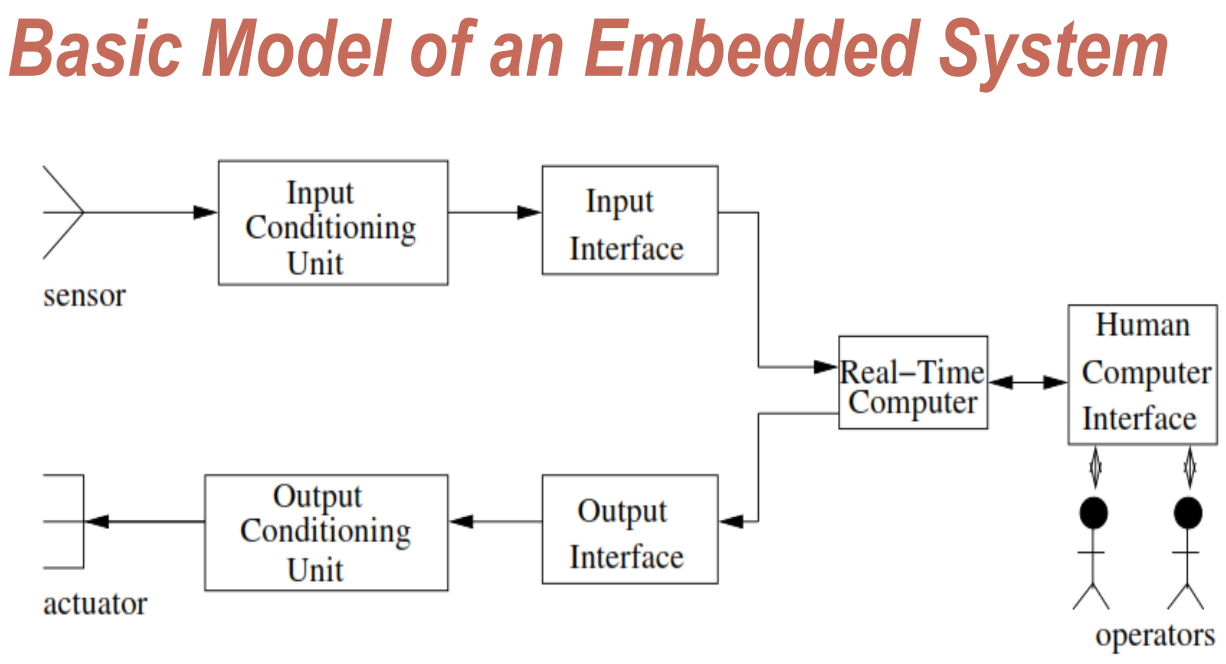 Basic Model of an Embedded System
Input
Conditioning
Unit
Input
Interface
sensor
Real-Time
Computer
Human
Computer
Interface
Output
Conditioning
Unit
Output
Interface
actuator
operators